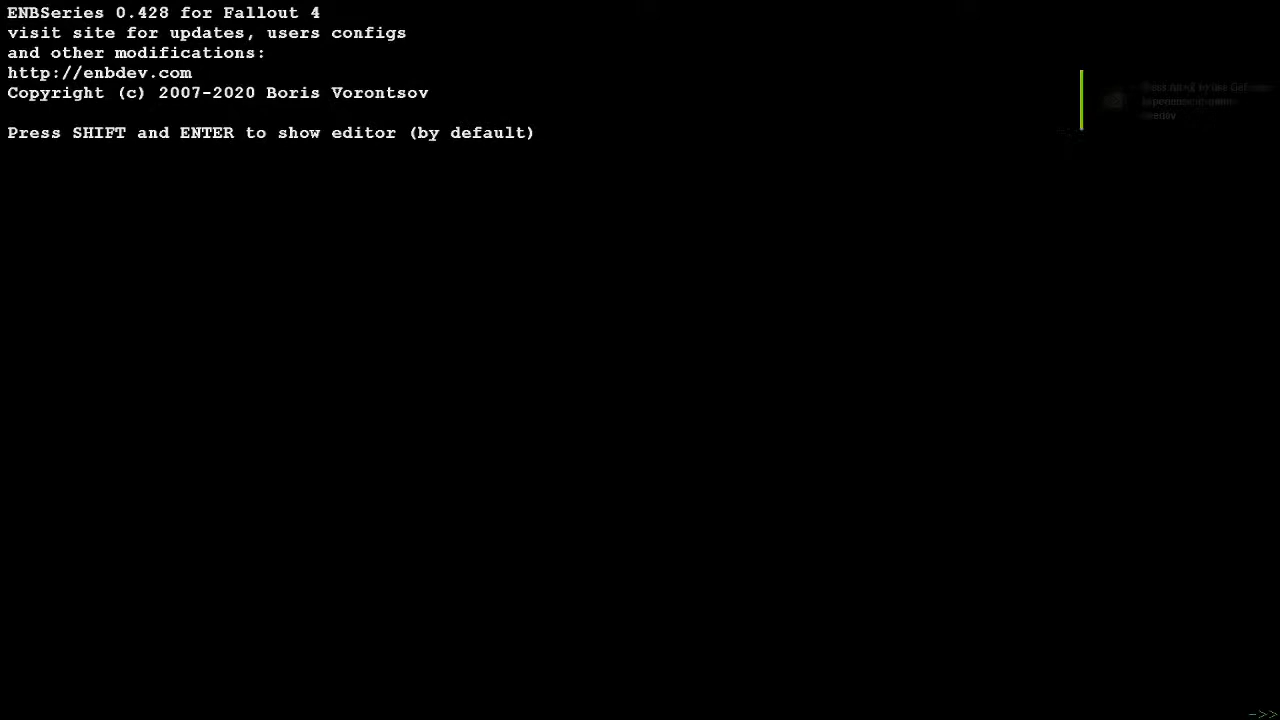 ENBSeries 0.428 for Fallout 4
visit site for updates, users configs
and other modifications:
http://enbdev.com
Copyright (c) 2007-2020 Boris Vorontsov
Press SHIFT and ENTER to show editor (by default)
->>